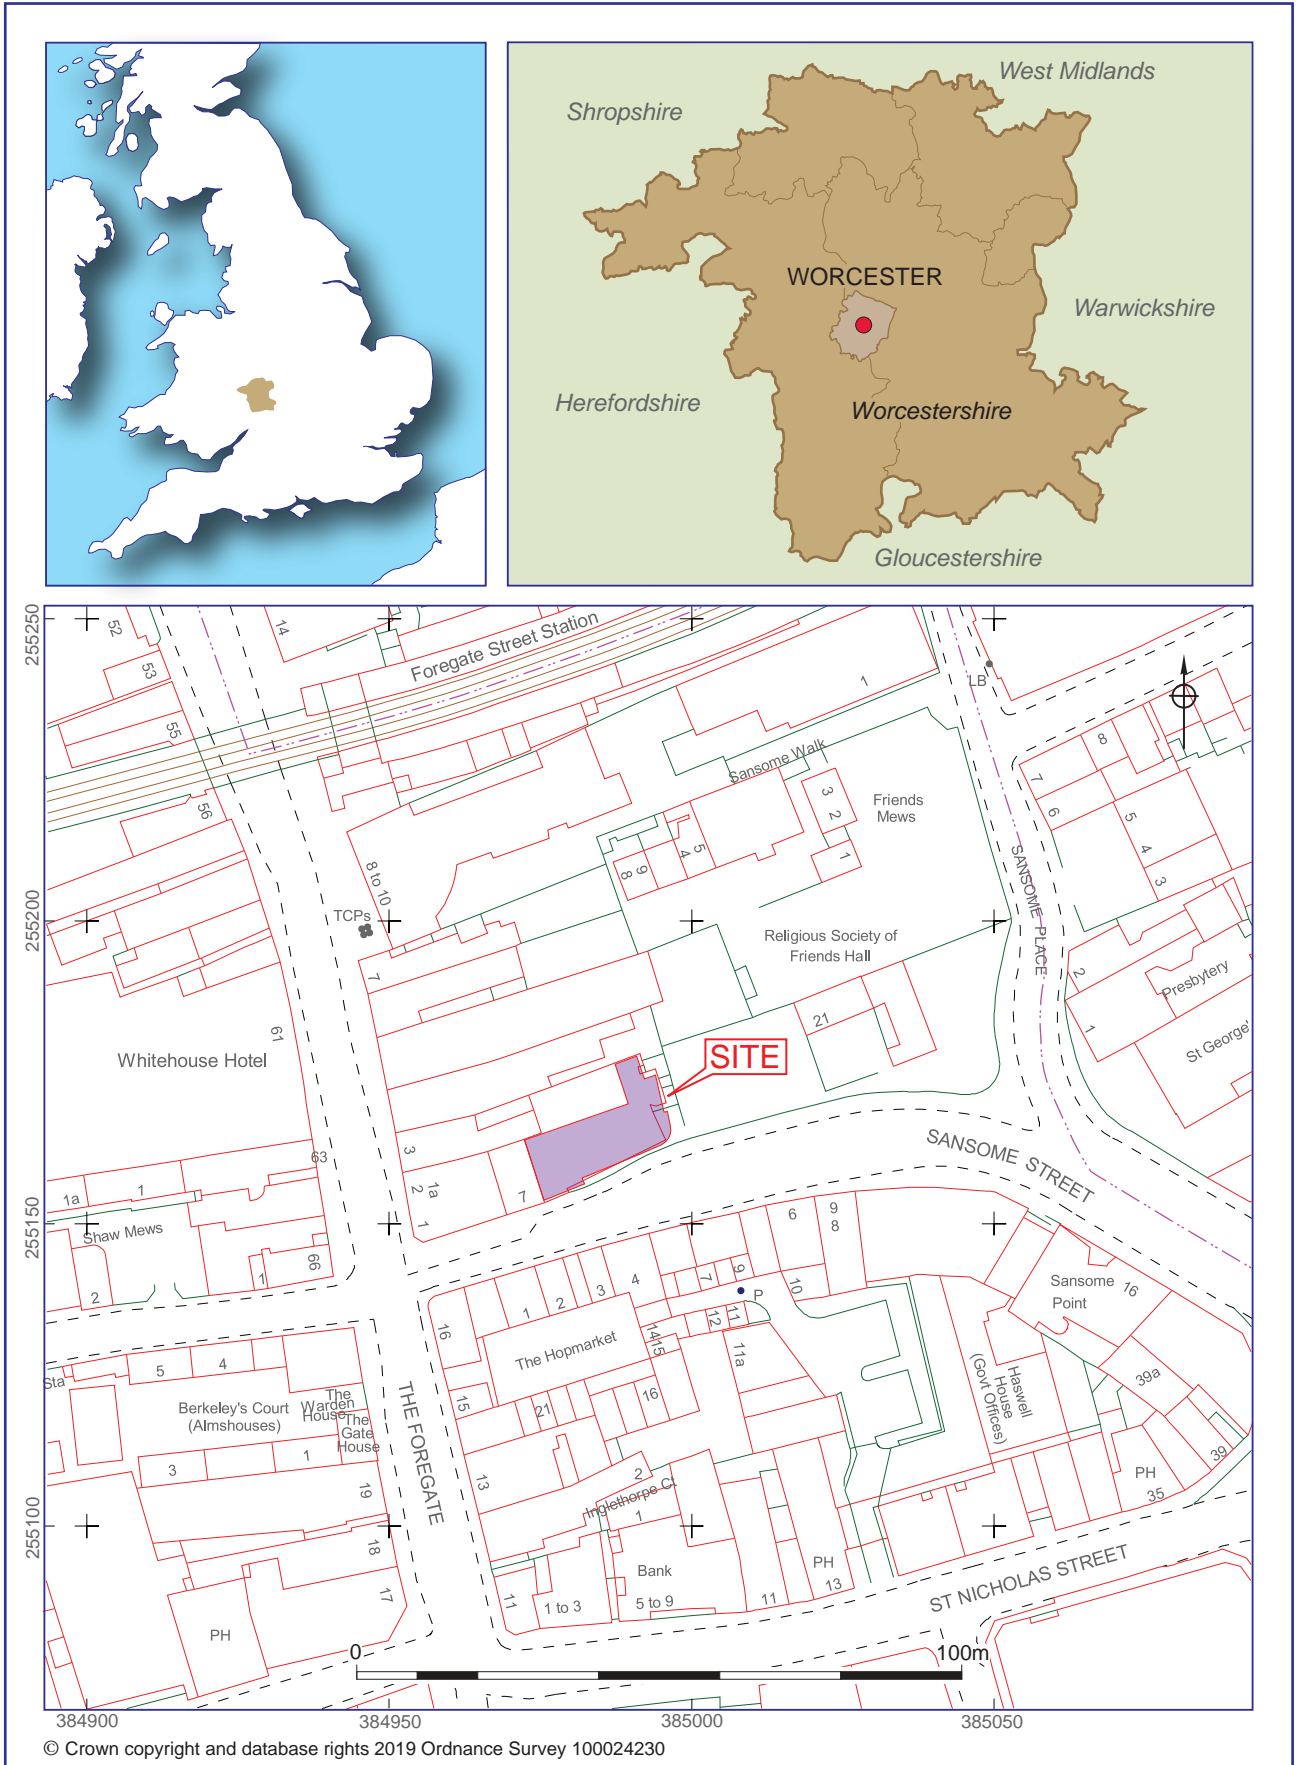 West Midlands
Shropshire
WORCESTER
Warwickshire
Herefordshire
Worcestershire
Gloucestershire
255250
255200
255150
255100
52
53
55
56
14
Foregate Street Station
1
LB
Sansome Walk
3
2
1
Friends
Mews
8
7
6
5
4
3
8 to 10
TCPs
8
9
4
5
SANSOME PLACE
Religious Society of
Friends Hall
2
1
Presbytery
St George'
7
61
Whitehouse Hotel
21
SITE
3
2
1a
1
7
63
SANSOME STREET
1a
1
Shaw Mews
2
1
66
6
9
8
4
3
2
1
7
9
10
P
Sansome
Point
16
16
The Hopmarket
14
15
12
11
11a
5
4
Sta
Berkeley's Court
(Almshouses)
The
Warden
House
The
Gate
House
3
1
THE FOREGATE
15
21
16
Haswell
House
(Govt Offices)
39a
39
19
13
2
Inglethorpe Ct
1
PH
35
18
17
PH
11
1 to 3
Bank
5 to 9
11
PH
13
ST NICHOLAS STREET
0
100m
384900
384950
385000
385050
© Crown copyright and database rights 2019 Ordnance Survey 100024230